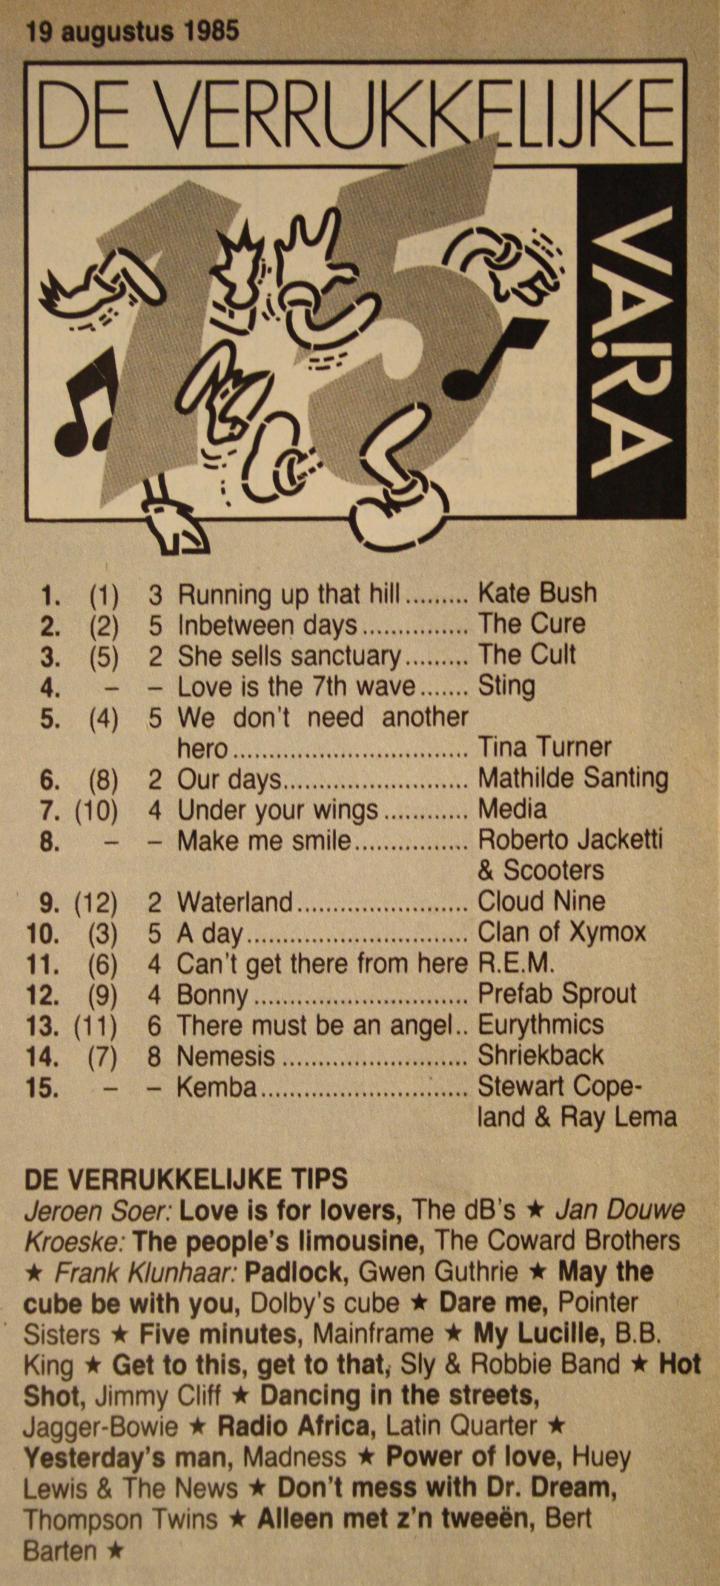 19 augustus 1985
DE VERRUKKELIJKE
15
VARA
1. (1) 3 Running up that hill ......... Kate Bush
2. (2) 5 Inbetween days ............... The Cure
3. (5) 2 She sells sanctuary ......... The Cult
4. – – Love is the 7th wave ....... Sting
5. (4) 5 We don't need another
hero .................................. Tina Turner
6. (8) 2 Our days........................... Mathilde Santing
7. (10) 4 Under your wings ............ Media
8. – – Make me smile................ Roberto Jacketti
& Scooters
9. (12) 2 Waterland......................... Cloud Nine
10. (3) 5 A day ................................ Clan of Xymox
11. (6) 4 Can't get there from here R.E.M.
12. (9) 4 Bonny ............................... Prefab Sprout
13. (11) 6 There must be an angel.. Eurythmics
14. (7) 8 Nemesis ........................... Shriekback
15. – – Kemba.............................. Stewart Cope-
land & Ray Lema
DE VERRUKKELIJKE TIPS
Jeroen Soer: Love is for lovers, The dB's ★ Jan Douwe
Kroeske: The people's limousine, The Coward Brothers
★ Frank Klunhaar: Padlock, Gwen Guthrie ★ May the
cube be with you, Dolby's cube ★ Dare me, Pointer
Sisters ★ Five minutes, Mainframe ★ My Lucille, B.B.
King ★ Get to this, get to that, Sly & Robbie Band ★ Hot
Shot, Jimmy Cliff ★ Dancing in the streets,
Jagger-Bowie ★ Radio Africa, Latin Quarter ★
Yesterday's man, Madness ★ Power of love, Huey
Lewis & The News ★ Don't mess with Dr. Dream,
Thompson Twins ★ Alleen met z'n tweeën, Bert
Barten ★